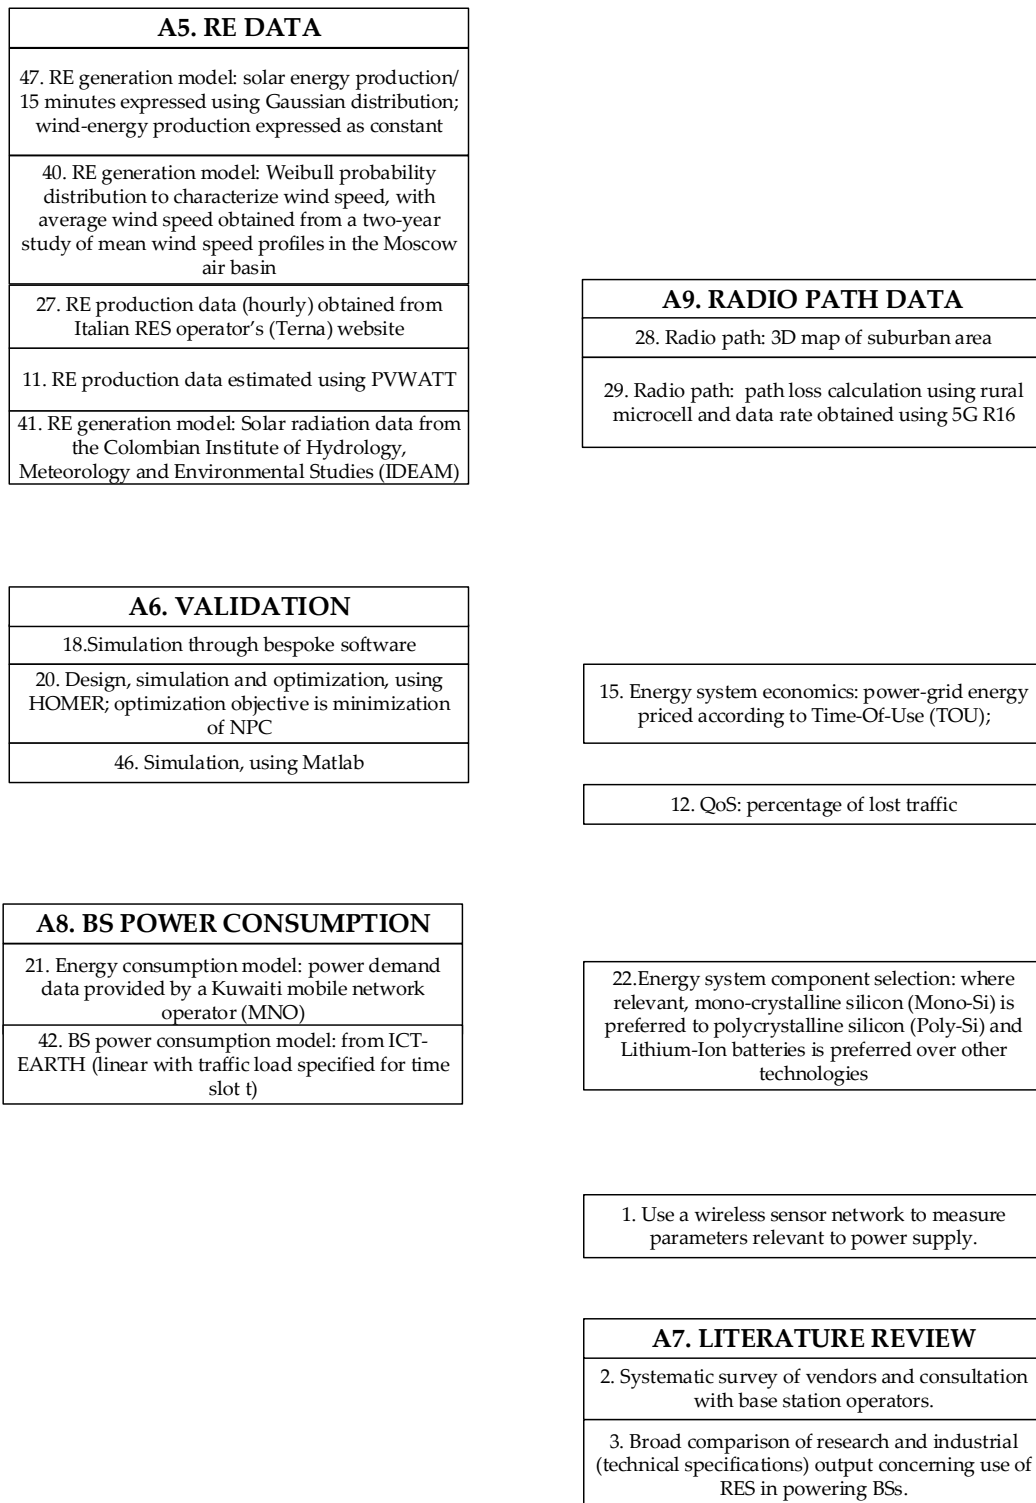 A5. RE DATA
47. RE generation model: solar energy production/
15 minutes expressed using Gaussian distribution;
wind-energy production expressed as constant
40. RE generation model: Weibull probability
distribution to characterize wind speed, with
average wind speed obtained from a two-year
study of mean wind speed profiles in the Moscow
air basin
27. RE production data (hourly) obtained from
Italian RES operator's (Terna) website
11. RE production data estimated using PVWATT
41. RE generation model: Solar radiation data from
the Colombian Institute of Hydrology,
Meteorology and Environmental Studies (IDEAM)
A6. VALIDATION
18.Simulation through bespoke software
20. Design, simulation and optimization, using
HOMER; optimization objective is minimization
of NPC
46. Simulation, using Matlab
A8. BS POWER CONSUMPTION
21. Energy consumption model: power demand
data provided by a Kuwaiti mobile network
operator (MNO)
42. BS power consumption model: from ICT-
EARTH (linear with traffic load specified for time
slot t)
A9. RADIO PATH DATA
28. Radio path: 3D map of suburban area
29. Radio path: path loss calculation using rural
microcell and data rate obtained using 5G R16
15. Energy system economics: power-grid energy
priced according to Time-Of-Use (TOU);
12. QoS: percentage of lost traffic
22.Energy system component selection: where
relevant, mono-crystalline silicon (Mono-Si) is
preferred to polycrystalline silicon (Poly-Si) and
Lithium-Ion batteries is preferred over other
technologies
1. Use a wireless sensor network to measure
parameters relevant to power supply.
A7. LITERATURE REVIEW
2. Systematic survey of vendors and consultation
with base station operators.
3. Broad comparison of research and industrial
(technical specifications) output concerning use of
RES in powering BSs.